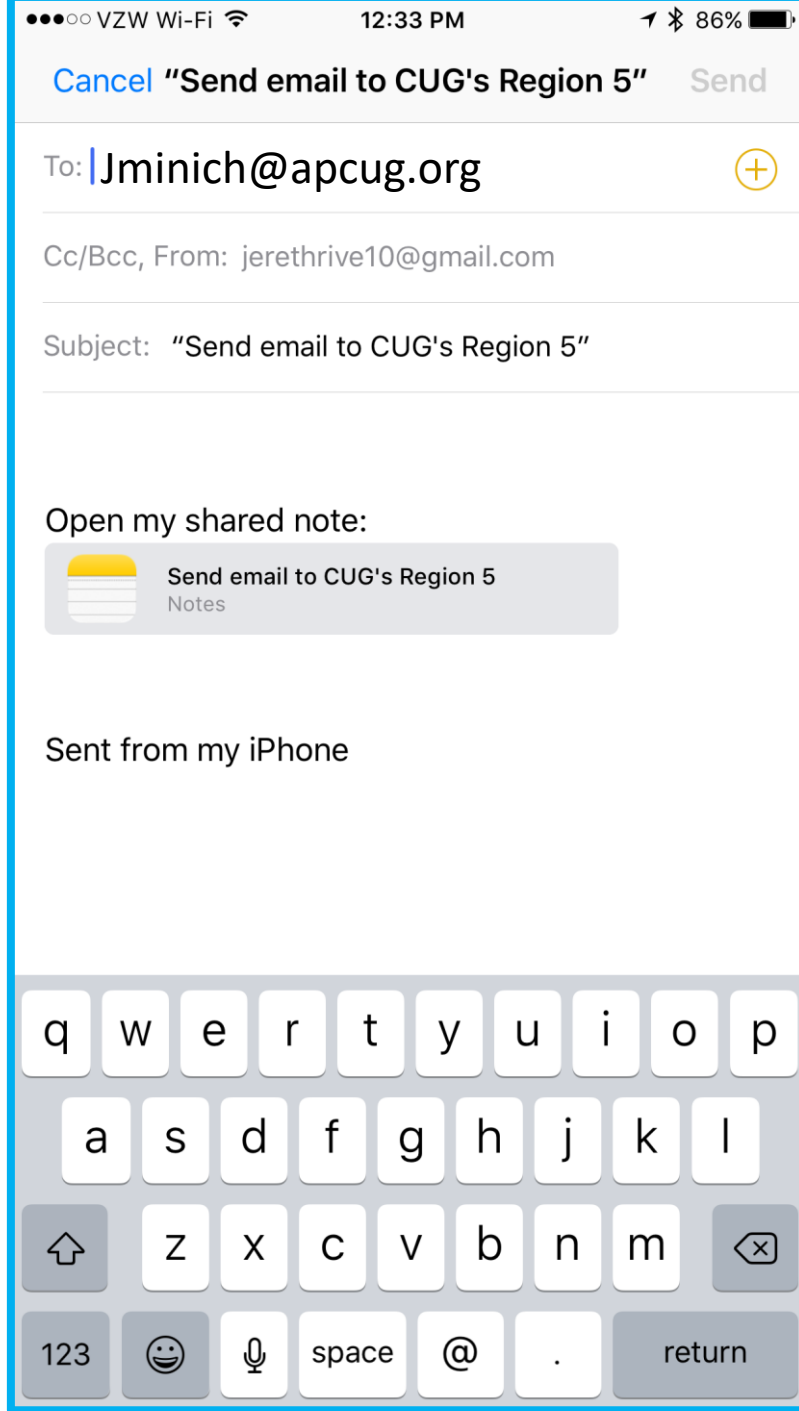 VZW Wi-Fi 12:33 PM 86%
Cancel “Send email to CUG's Region 5” Send
To: Jminich@apcug.org
Cc/Bcc, From: jerethrive10@gmail.com
Subject: “Send email to CUG's Region 5”
Open my shared note:
Send email to CUG's Region 5
Notes
Sent from my iPhone
q w e r t y u i o p
a s d f g h j k l
z x c v b n m
123 space @ . return